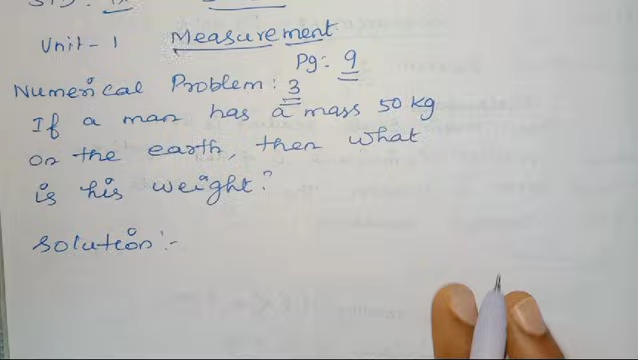 Unit-1 Measurement
Pg: 9
Numerical Problem: 3
If a man has a mass 50 kg
on the earth, then what
is his weight?
Solution:-